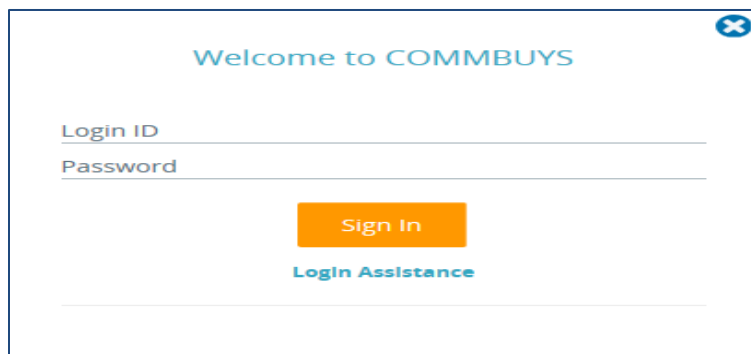 Welcome to COMMBUYS
Login ID
Password
Sign In
Login Assistance